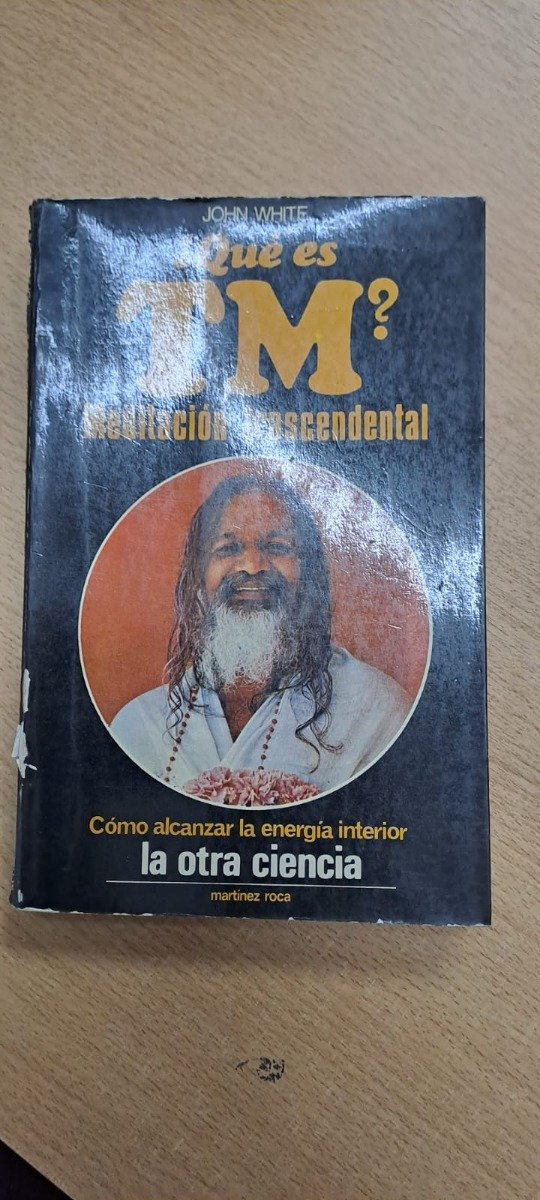 JOHN WHITE
¿Qué es
TM?
Meditación Trascendental
Cómo alcanzar la energía interior
la otra ciencia
martínez roca